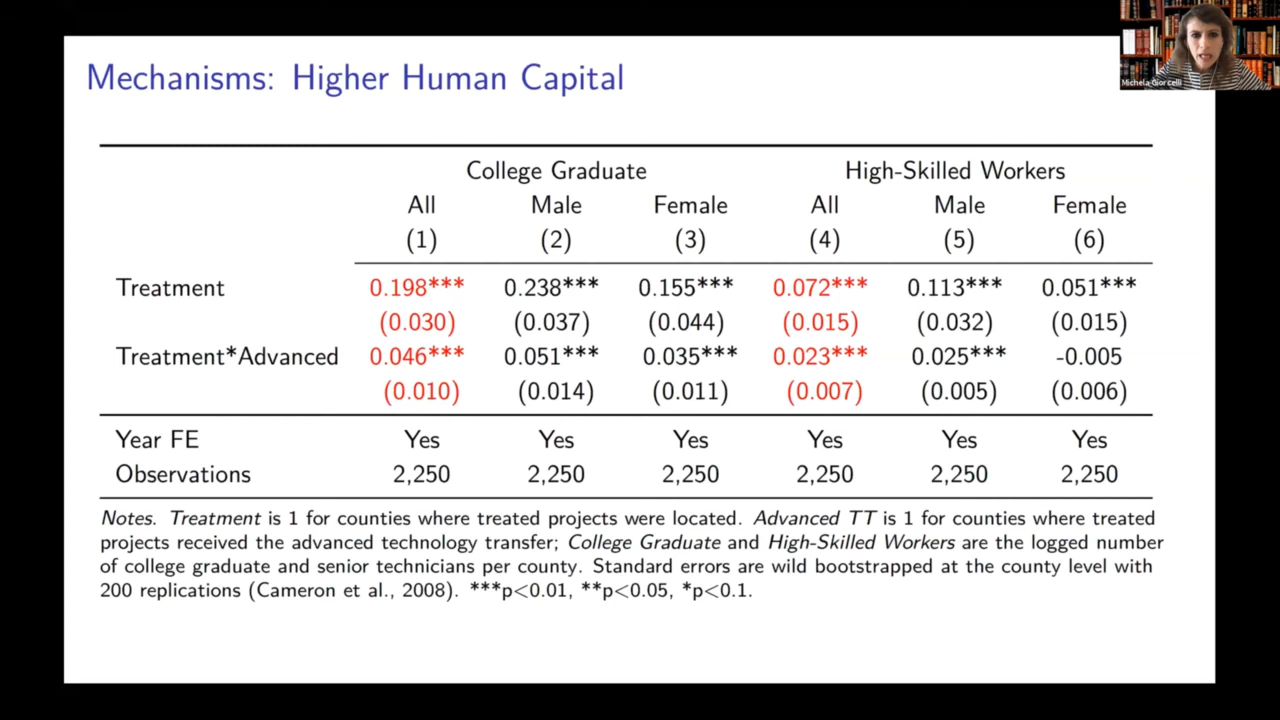 Michela Giorcelli
Mechanisms: Higher Human Capital
College Graduate High-Skilled Workers
All Male Female All Male Female
(1) (2) (3) (4) (5) (6)
Treatment 0.198*** 0.238*** 0.155*** 0.072*** 0.113*** 0.051***
(0.030) (0.037) (0.044) (0.015) (0.032) (0.015)
Treatment*Advanced 0.046*** 0.051*** 0.035*** 0.023*** 0.025*** -0.005
(0.010) (0.014) (0.011) (0.007) (0.005) (0.006)
Year FE Yes Yes Yes Yes Yes Yes
Observations 2,250 2,250 2,250 2,250 2,250 2,250
Notes. Treatment is 1 for counties where treated projects were located. Advanced TT is 1 for counties where treated
projects received the advanced technology transfer; College Graduate and High-Skilled Workers are the logged number
of college graduate and senior technicians per county. Standard errors are wild bootstrapped at the county level with
200 replications (Cameron et al., 2008). ***p<0.01, **p<0.05, *p<0.1.